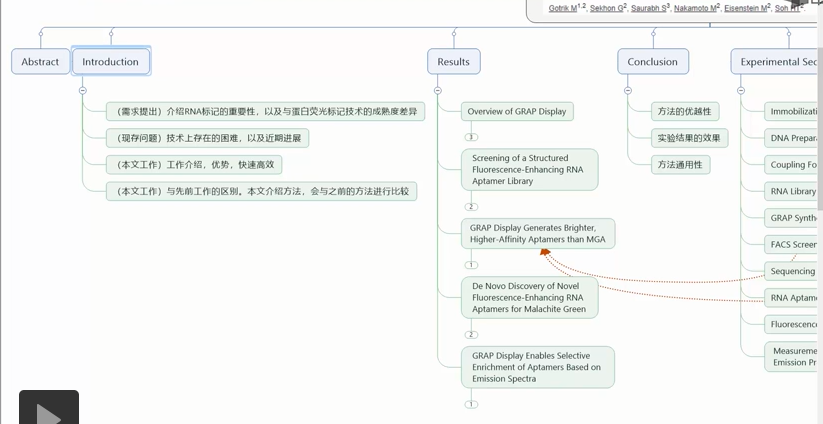 Gotrik M1,2, Sekhon G2, Saurabh S3, Nakamoto M2, Eisenstein M2, Soh HT
Abstract
Introduction
(需求提出)介绍RNA标记的重要性,以及与蛋白荧光标记技术的成熟度差异
(现存问题)技术上存在的困难,以及近期进展
(本文工作)工作介绍,优势,快速高效
(本文工作)与先前工作的区别。本文介绍方法,会与之前的方法进行比较
Results
Overview of GRAP Display
3
Screening of a Structured
Fluorescence-Enhancing RNA
Aptamer Library
2
GRAP Display Generates Brighter,
Higher-Affinity Aptamers than MGA
1
De Novo Discovery of Novel
Fluorescence-Enhancing RNA
Aptamers for Malachite Green
2
GRAP Display Enables Selective
Enrichment of Aptamers Based on
Emission Spectra
1
Conclusion
方法的优越性
实验结果的效果
方法通用性
Experimental Sec
Immobilizati
DNA Prepar
Coupling Fo
RNA Library
GRAP Synth
FACS Screen
Sequencing
RNA Aptam
Fluorescence
Measureme
Emission Pr